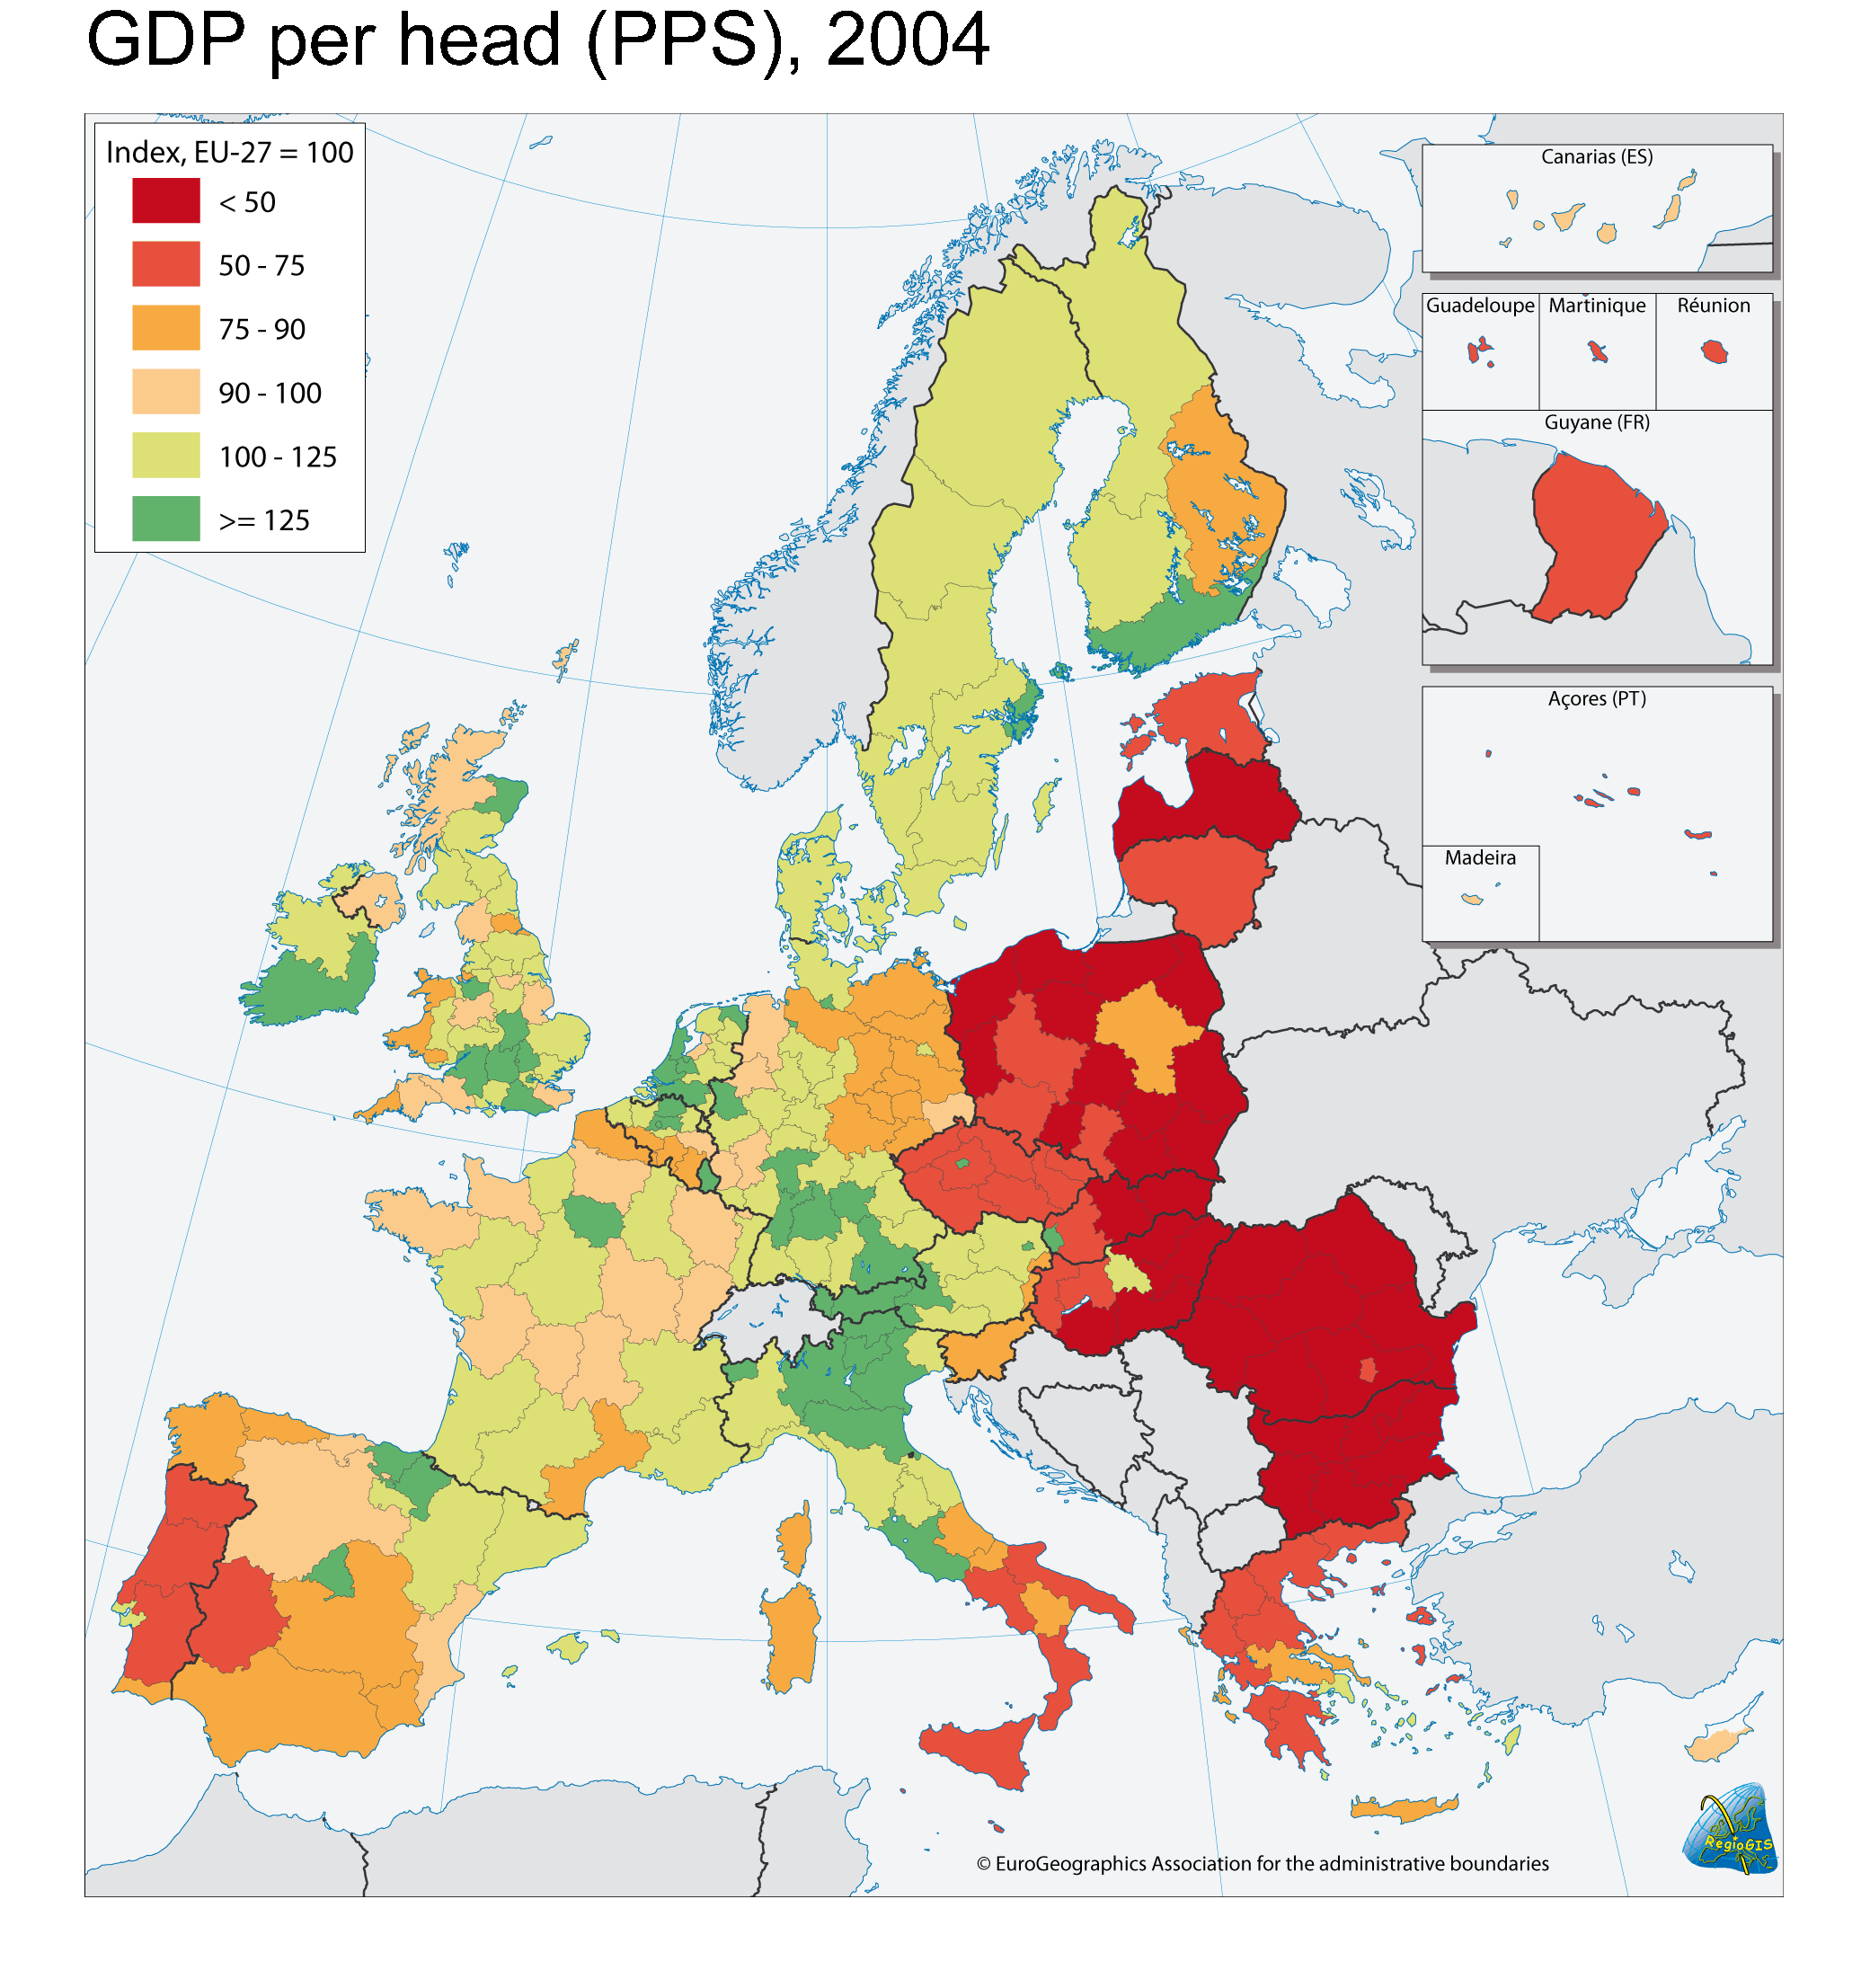 GDP per head (PPS), 2004
Index, EU-27 = 100
< 50
50 - 75
75 - 90
90 - 100
100 - 125
>= 125
Canarias (ES)
Guadeloupe
Martinique
Réunion
Guyane (FR)
Açores (PT)
Madeira
RegioGIS
© EuroGeographics Association for the administrative boundaries